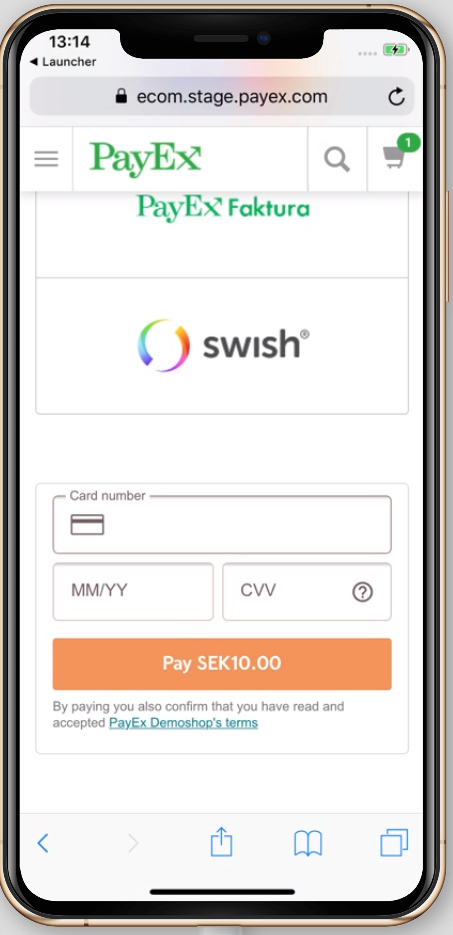 13:14
◀ Launcher
ecom.stage.payex.com
PayEx
1
PayEx Faktura
swish®
Card number
MM/YY
CVV
?
Pay SEK10.00
By paying you also confirm that you have read and
accepted PayEx Demoshop's terms